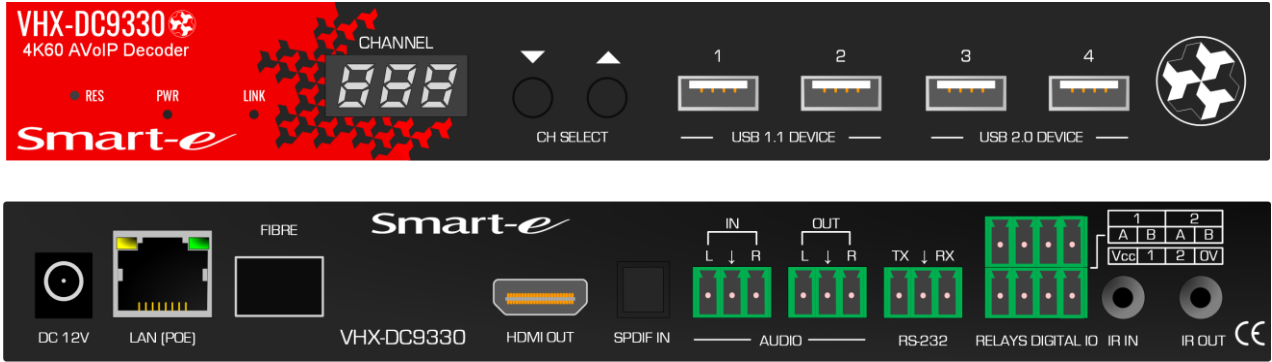 VHX-DC9330
4K60 AVoIP Decoder
RES PWR LINK
Smart-e
CHANNEL
888
CH SELECT
1 2 3 4
USB 1.1 DEVICE USB 2.0 DEVICE
Smart-e
FIBRE
IN OUT
L ↓ R L ↓ R TX ↓ RX
1 2
A B A B
Vcc 1 2 0V
DC 12V LAN (POE) VHX-DC9330 HDMI OUT SPDIF IN AUDIO RS-232 RELAYS DIGITAL IO IR IN IR OUT CE